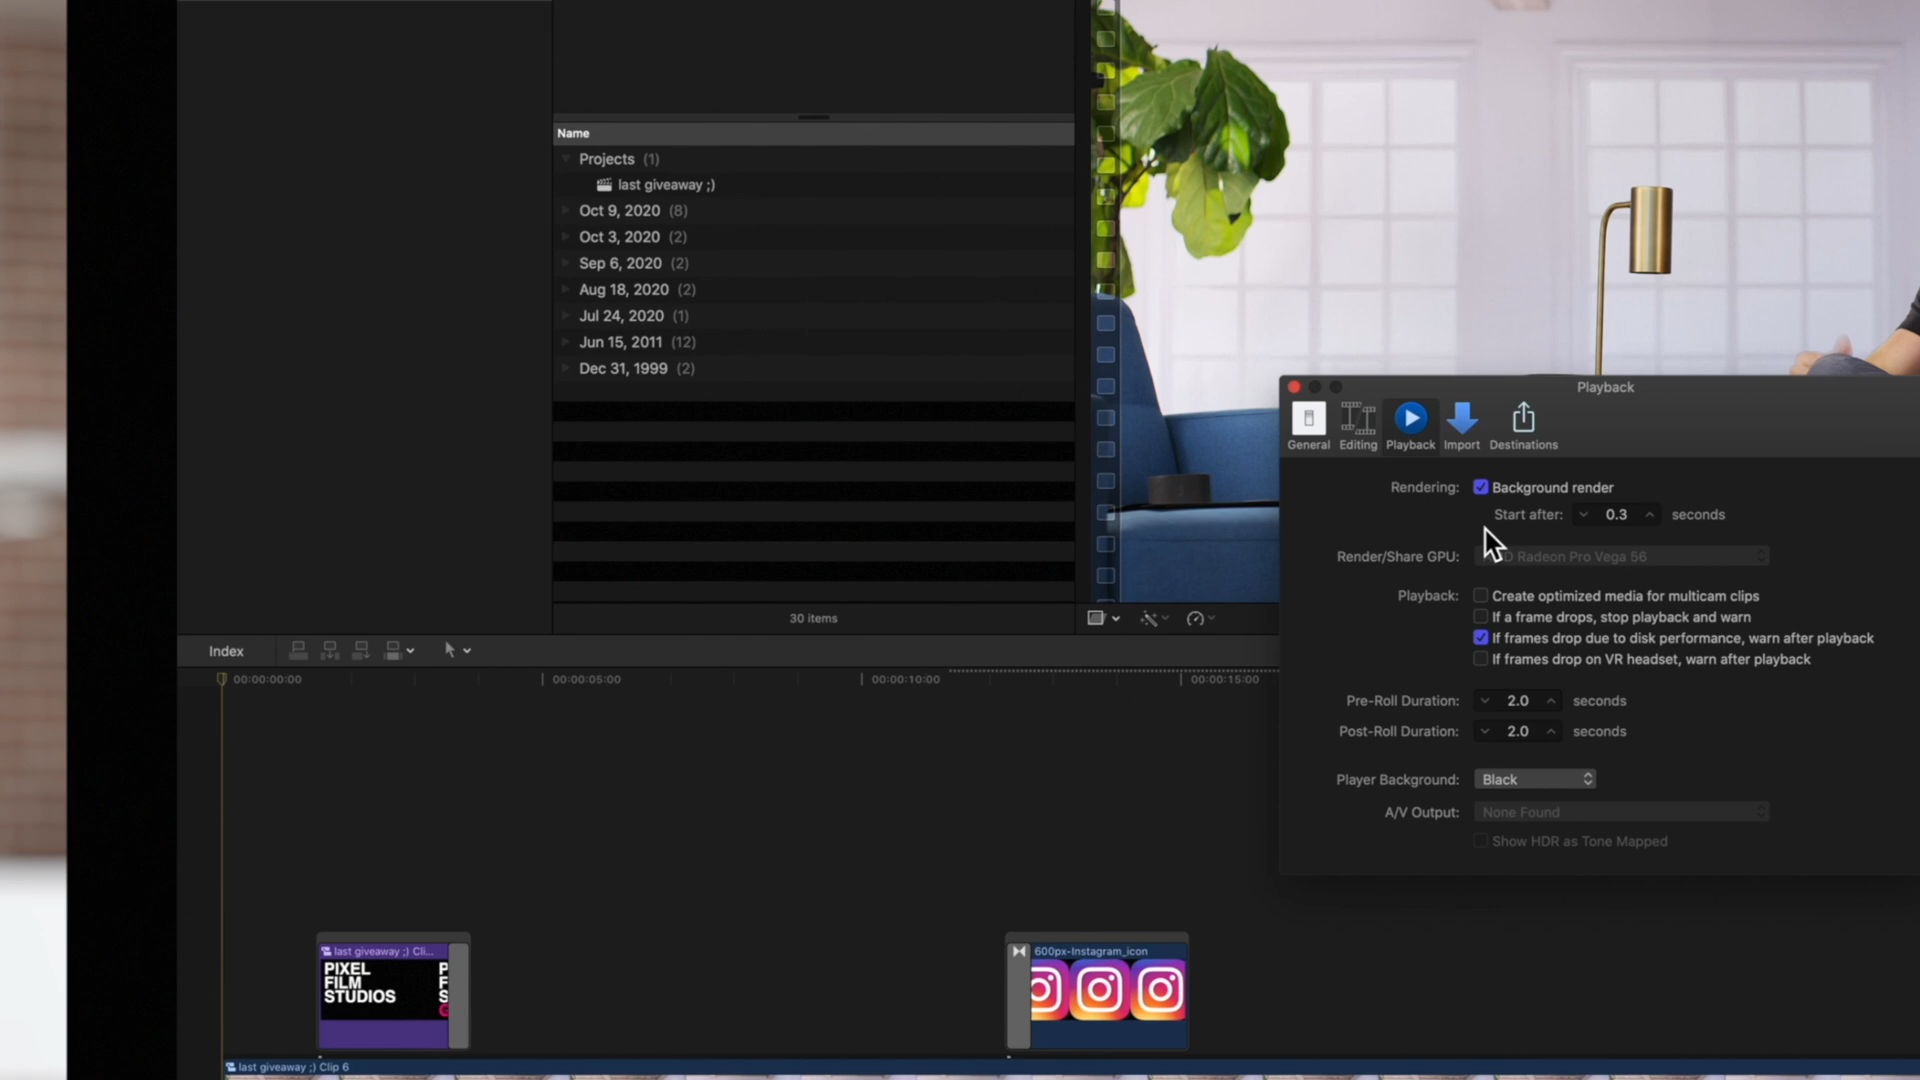 Name
Projects (1)
last giveaway ;)
Oct 9, 2020 (8)
Oct 3, 2020 (2)
Sep 6, 2020 (2)
Aug 18, 2020 (2)
Jul 24, 2020 (1)
Jun 15, 2011 (12)
Dec 31, 1999 (2)
30 items
Playback
General Editing Playback Import Destinations
Rendering: Background render
Start after: 0.3 seconds
Render/Share GPU: Radeon Pro Vega 56
Playback: Create optimized media for multicam clips
If a frame drops, stop playback and warn
If frames drop due to disk performance, warn after playback
If frames drop on VR headset, warn after playback
Pre-Roll Duration: 2.0 seconds
Post-Roll Duration: 2.0 seconds
Player Background: Black
A/V Output: None Found
Show HDR as Tone Mapped
Index
00:00:00:00 00:00:05:00 00:00:10:00 00:00:15:00
last giveaway ;) Cli...
PIXEL
FILM
STUDIOS
P
F
S
600px-Instagram_icon
last giveaway ;) Clip 6